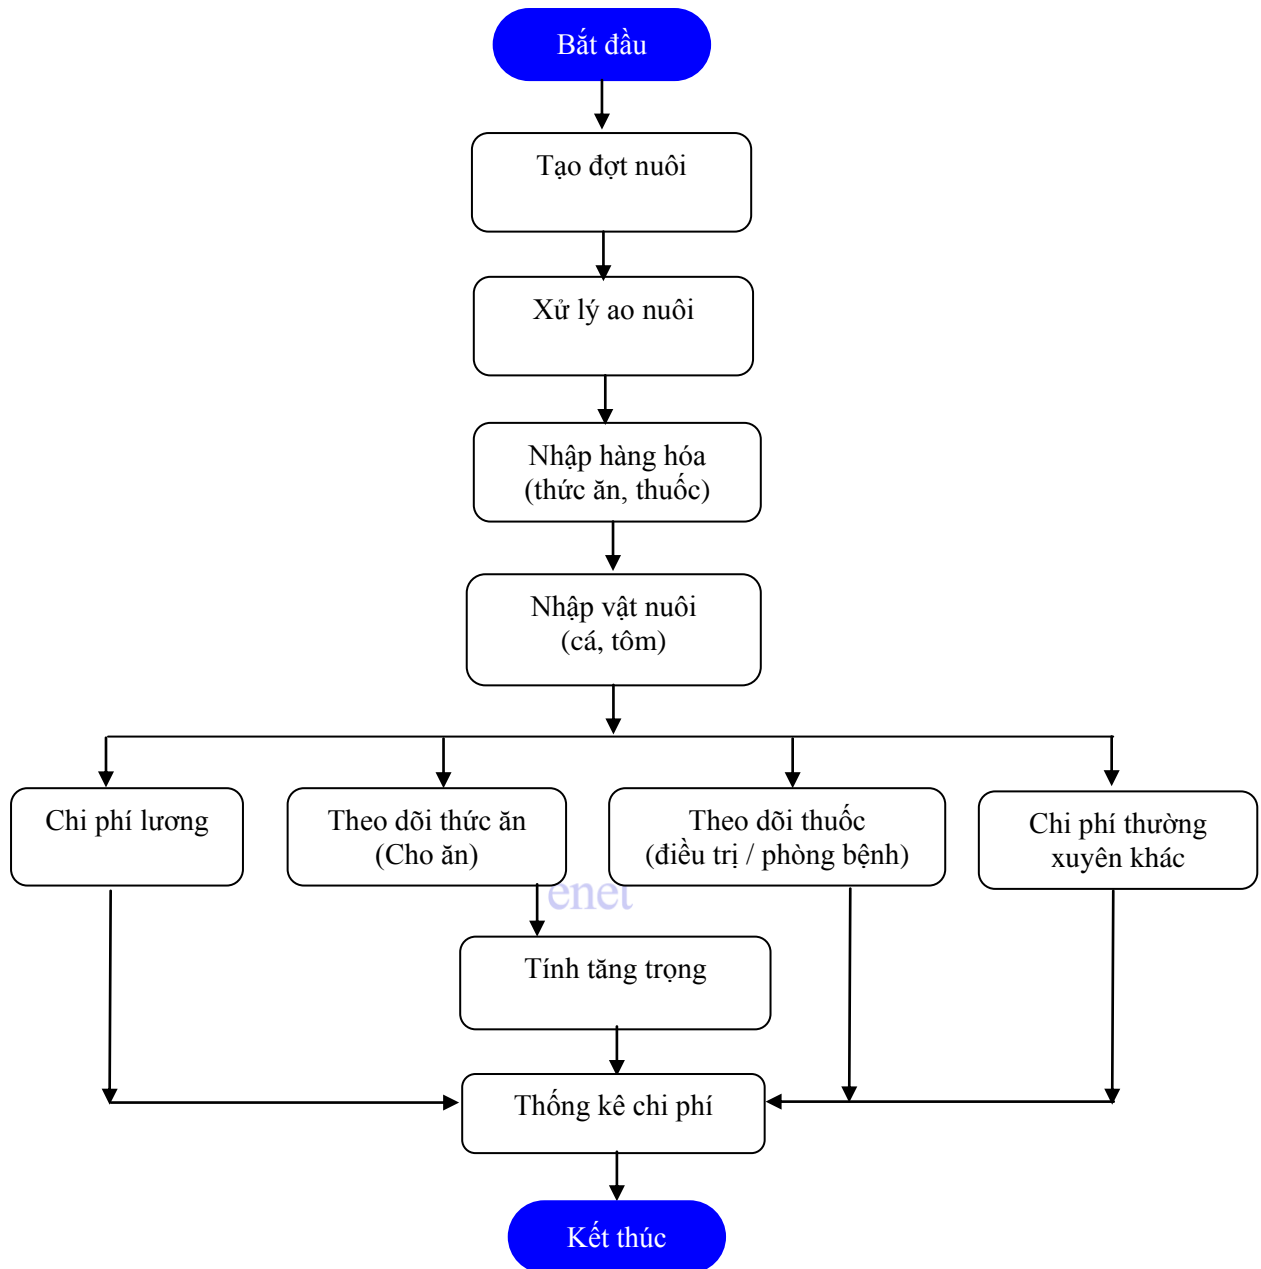 Bắt đầu
Tạo đợt nuôi
Xử lý ao nuôi
Nhập hàng hóa
(thức ăn, thuốc)
Nhập vật nuôi
(cá, tôm)
Chi phí lương
Theo dõi thức ăn
(Cho ăn)
Theo dõi thuốc
(điều trị / phòng bệnh)
Chi phí thường
xuyên khác
enet
Tính tăng trọng
Thống kê chi phí
Kết thúc